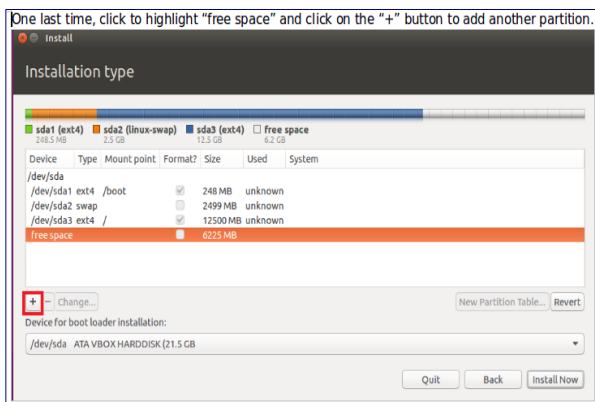 One last time, click to highlight “free space” and click on the “+” button to add another partition.
Install
Installation type
sda1 (ext4) sda2 (linux-swap) sda3 (ext4) free space
248.5 MB 2.5 GB 12.5 GB 6.2 GB
Device Type Mount point Format? Size Used System
/dev/sda
/dev/sda1 ext4 /boot 248 MB unknown
/dev/sda2 swap 2499 MB unknown
/dev/sda3 ext4 / 12500 MB unknown
free space 6225 MB
+ − Change... New Partition Table... Revert
Device for boot loader installation:
/dev/sda ATA VBOX HARDDISK (21.5 GB
Quit Back Install Now